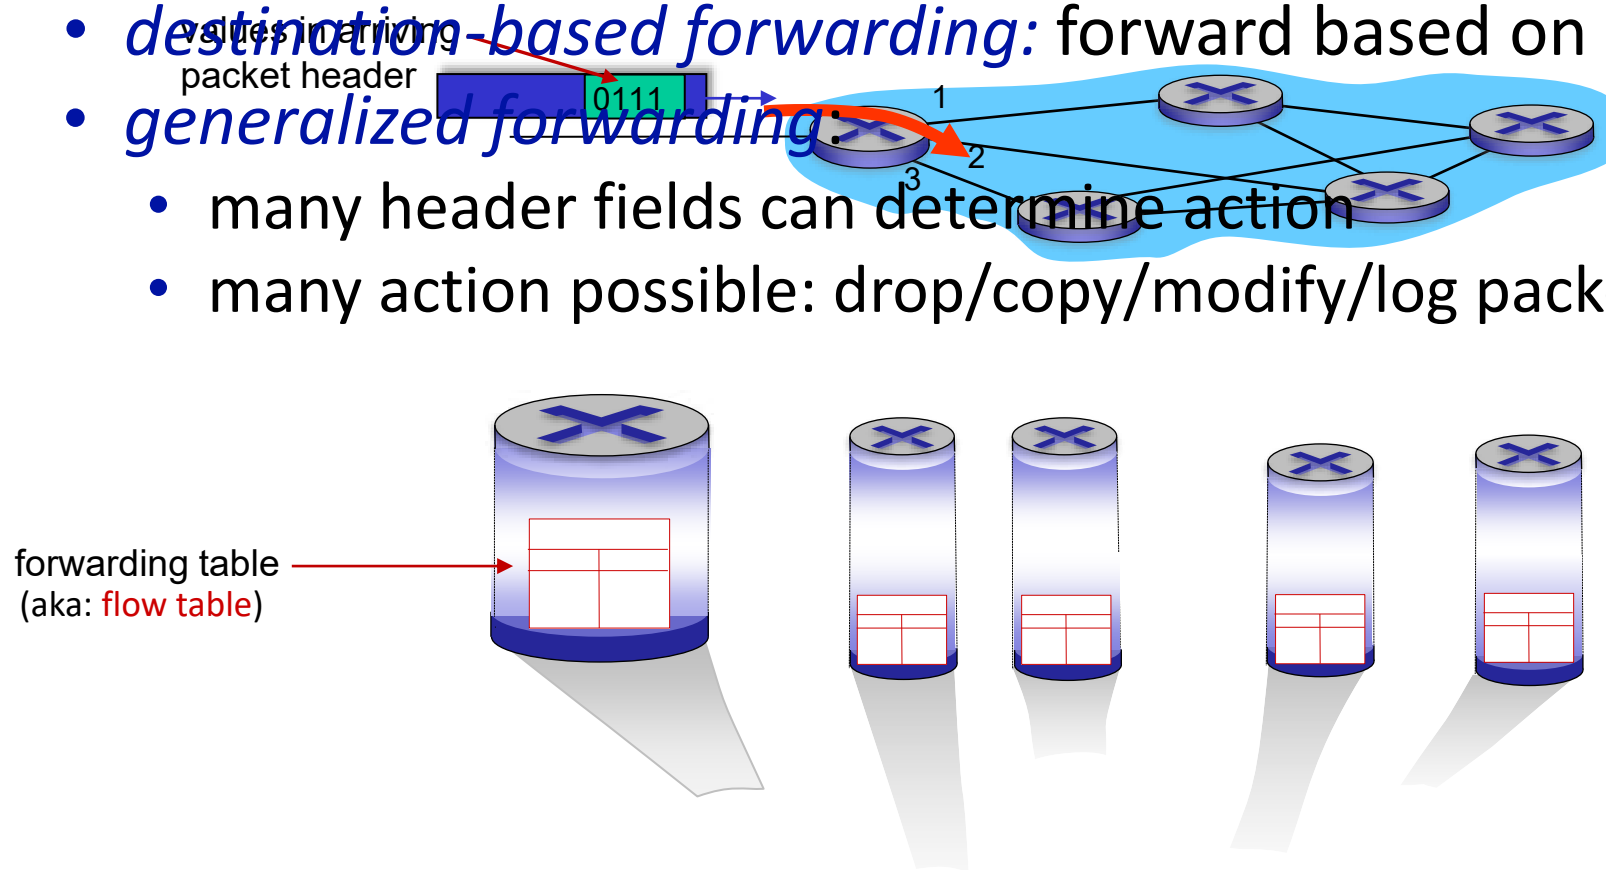 • destination-based forwarding: forward based on
values in arriving
packet header
0111
• generalized forwarding:
1
2
3
• many header fields can determine action
• many action possible: drop/copy/modify/log pack
forwarding table
(aka: flow table)